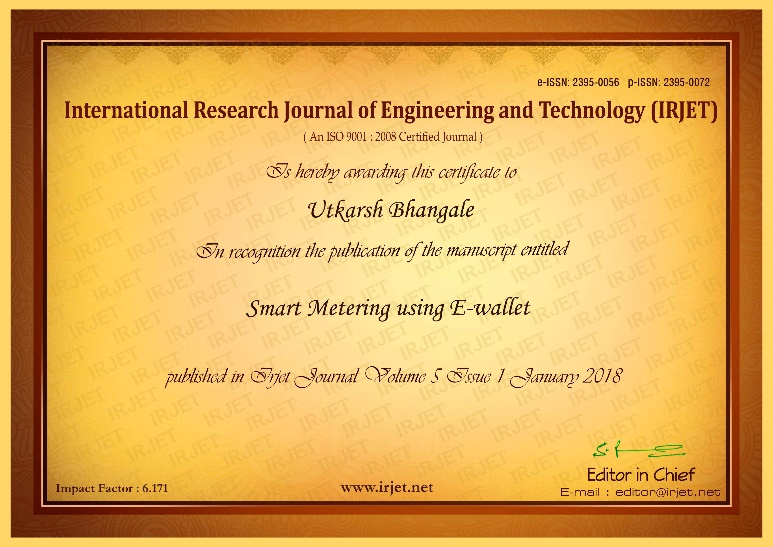 e-ISSN: 2395-0056 p-ISSN: 2395-0072
International Research Journal of Engineering and Technology (IRJET)
( An ISO 9001 : 2008 Certified Journal )
Is hereby awarding this certificate to
Utkarsh Bhangale
In recognition the publication of the manuscript entitled
Smart Metering using E-wallet
published in Irjet Journal Volume 5 Issue 1 January 2018
Editor in Chief
Impact Factor : 6.171
www.irjet.net
E-mail : editor@irjet.net